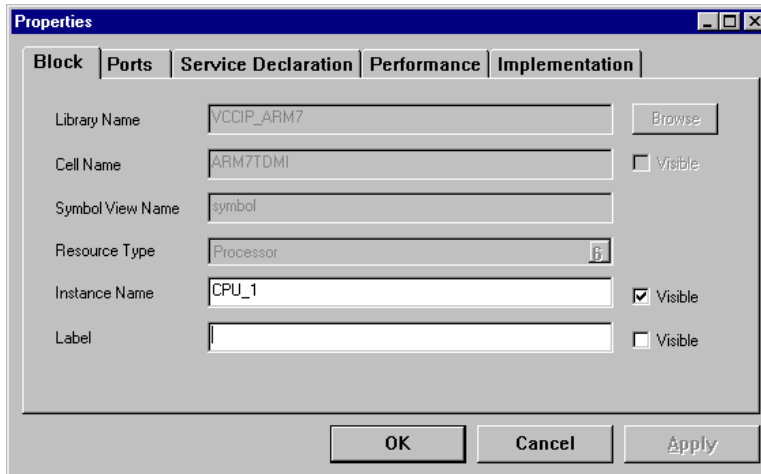 Properties
Block Ports Service Declaration Performance Implementation
Library Name VCCIP_ARM7 Browse
Cell Name ARM7TDMI Visible
Symbol View Name symbol
Resource Type Processor 6
Instance Name CPU_1 Visible
Label Visible
OK Cancel Apply